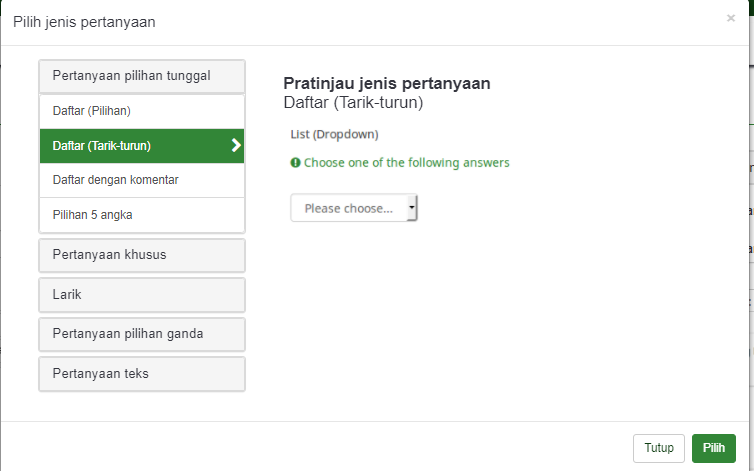 Pilih jenis pertanyaan
×
Pertanyaan pilihan tunggal
Daftar (Pilihan)
Daftar (Tarik-turun)
Daftar dengan komentar
Pilihan 5 angka
Pertanyaan khusus
Larik
Pertanyaan pilihan ganda
Pertanyaan teks
Pratinjau jenis pertanyaan
Daftar (Tarik-turun)
List (Dropdown)
Choose one of the following answers
Please choose...
Tutup
Pilih